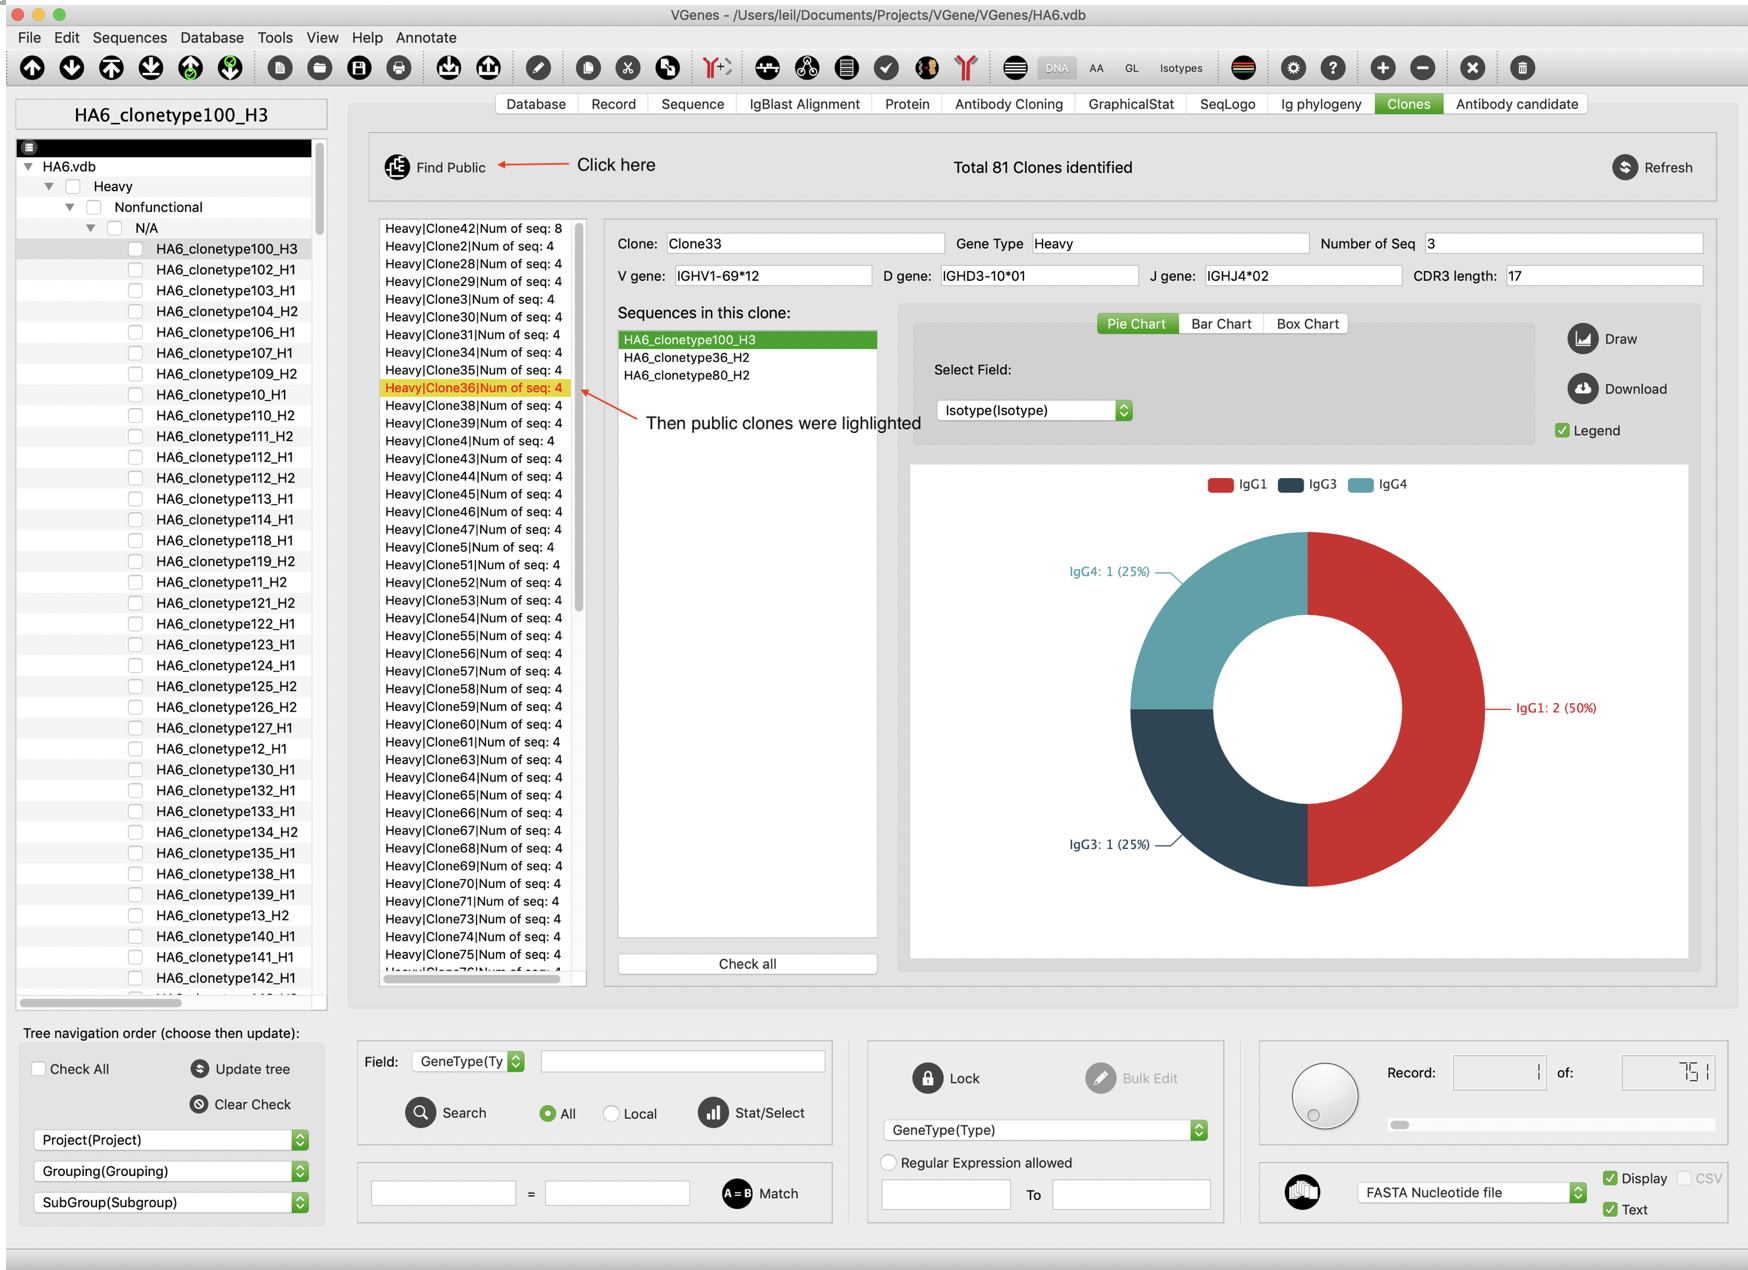 VGenes - /Users/leil/Documents/Projects/VGene/VGenes/HA6.vdb
File Edit Sequences Database Tools View Help Annotate
DNA AA GL Isotypes
HA6_clonetype100_H3
Database Record Sequence IgBlast Alignment Protein Antibody Cloning GraphicalStat SeqLogo Ig phylogeny Clones Antibody candidate
HA6.vdb
Heavy
Nonfunctional
N/A
HA6_clonetype100_H3
HA6_clonetype102_H1
HA6_clonetype103_H1
HA6_clonetype104_H2
HA6_clonetype106_H1
HA6_clonetype107_H1
HA6_clonetype109_H2
HA6_clonetype10_H1
HA6_clonetype110_H2
HA6_clonetype111_H2
HA6_clonetype112_H1
HA6_clonetype112_H2
HA6_clonetype113_H1
HA6_clonetype114_H1
HA6_clonetype118_H1
HA6_clonetype119_H2
HA6_clonetype11_H2
HA6_clonetype121_H2
HA6_clonetype122_H1
HA6_clonetype123_H1
HA6_clonetype124_H1
HA6_clonetype125_H2
HA6_clonetype126_H2
HA6_clonetype127_H1
HA6_clonetype12_H1
HA6_clonetype130_H1
HA6_clonetype132_H1
HA6_clonetype133_H1
HA6_clonetype134_H2
HA6_clonetype135_H1
HA6_clonetype138_H1
HA6_clonetype139_H1
HA6_clonetype13_H2
HA6_clonetype140_H1
HA6_clonetype141_H1
HA6_clonetype142_H1
Find Public Click here Total 81 Clones identified Refresh
Heavy|Clone42|Num of seq: 8
Heavy|Clone2|Num of seq: 4
Heavy|Clone28|Num of seq: 4
Heavy|Clone29|Num of seq: 4
Heavy|Clone3|Num of seq: 4
Heavy|Clone30|Num of seq: 4
Heavy|Clone31|Num of seq: 4
Heavy|Clone34|Num of seq: 4
Heavy|Clone35|Num of seq: 4
Heavy|Clone36|Num of seq: 4
Heavy|Clone38|Num of seq: 4
Heavy|Clone39|Num of seq: 4
Heavy|Clone4|Num of seq: 4
Heavy|Clone43|Num of seq: 4
Heavy|Clone44|Num of seq: 4
Heavy|Clone45|Num of seq: 4
Heavy|Clone46|Num of seq: 4
Heavy|Clone47|Num of seq: 4
Heavy|Clone5|Num of seq: 4
Heavy|Clone51|Num of seq: 4
Heavy|Clone52|Num of seq: 4
Heavy|Clone53|Num of seq: 4
Heavy|Clone54|Num of seq: 4
Heavy|Clone55|Num of seq: 4
Heavy|Clone56|Num of seq: 4
Heavy|Clone57|Num of seq: 4
Heavy|Clone58|Num of seq: 4
Heavy|Clone59|Num of seq: 4
Heavy|Clone60|Num of seq: 4
Heavy|Clone61|Num of seq: 4
Heavy|Clone63|Num of seq: 4
Heavy|Clone64|Num of seq: 4
Heavy|Clone65|Num of seq: 4
Heavy|Clone66|Num of seq: 4
Heavy|Clone67|Num of seq: 4
Heavy|Clone68|Num of seq: 4
Heavy|Clone69|Num of seq: 4
Heavy|Clone70|Num of seq: 4
Heavy|Clone71|Num of seq: 4
Heavy|Clone73|Num of seq: 4
Heavy|Clone74|Num of seq: 4
Heavy|Clone75|Num of seq: 4
Then public clones were lighlighted
Clone: Clone33 Gene Type Heavy Number of Seq 3
V gene: IGHV1-69*12 D gene: IGHD3-10*01 J gene: IGHJ4*02 CDR3 length: 17
Sequences in this clone:
HA6_clonetype100_H3
HA6_clonetype36_H2
HA6_clonetype80_H2
Check all
Pie Chart Bar Chart Box Chart
Select Field:
Isotype(Isotype)
Draw
Download
Legend
IgG1 IgG3 IgG4
IgG4: 1 (25%)
IgG1: 2 (50%)
IgG3: 1 (25%)
Tree navigation order (choose then update):
Check All Update tree
Clear Check
Project(Project)
Grouping(Grouping)
SubGroup(Subgroup)
Field: GeneType(Ty
Search All Local Stat/Select
= A=B Match
Lock Bulk Edit
GeneType(Type)
Regular Expression allowed
To
Record: 1 of: 751
FASTA Nucleotide file Display CSV
Text